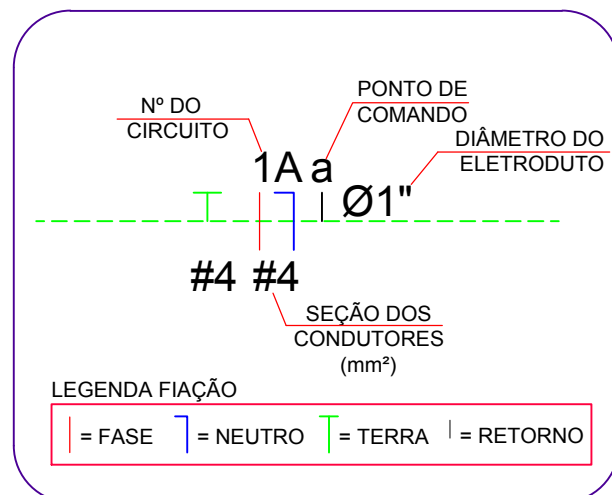 Nº DO
CIRCUITO
PONTO DE
COMANDO
DIÂMETRO DO
ELETRODUTO
1A a
Ø1"
#4 #4
SEÇÃO DOS
CONDUTORES
(mm²)
LEGENDA FIAÇÃO
= FASE = NEUTRO = TERRA = RETORNO